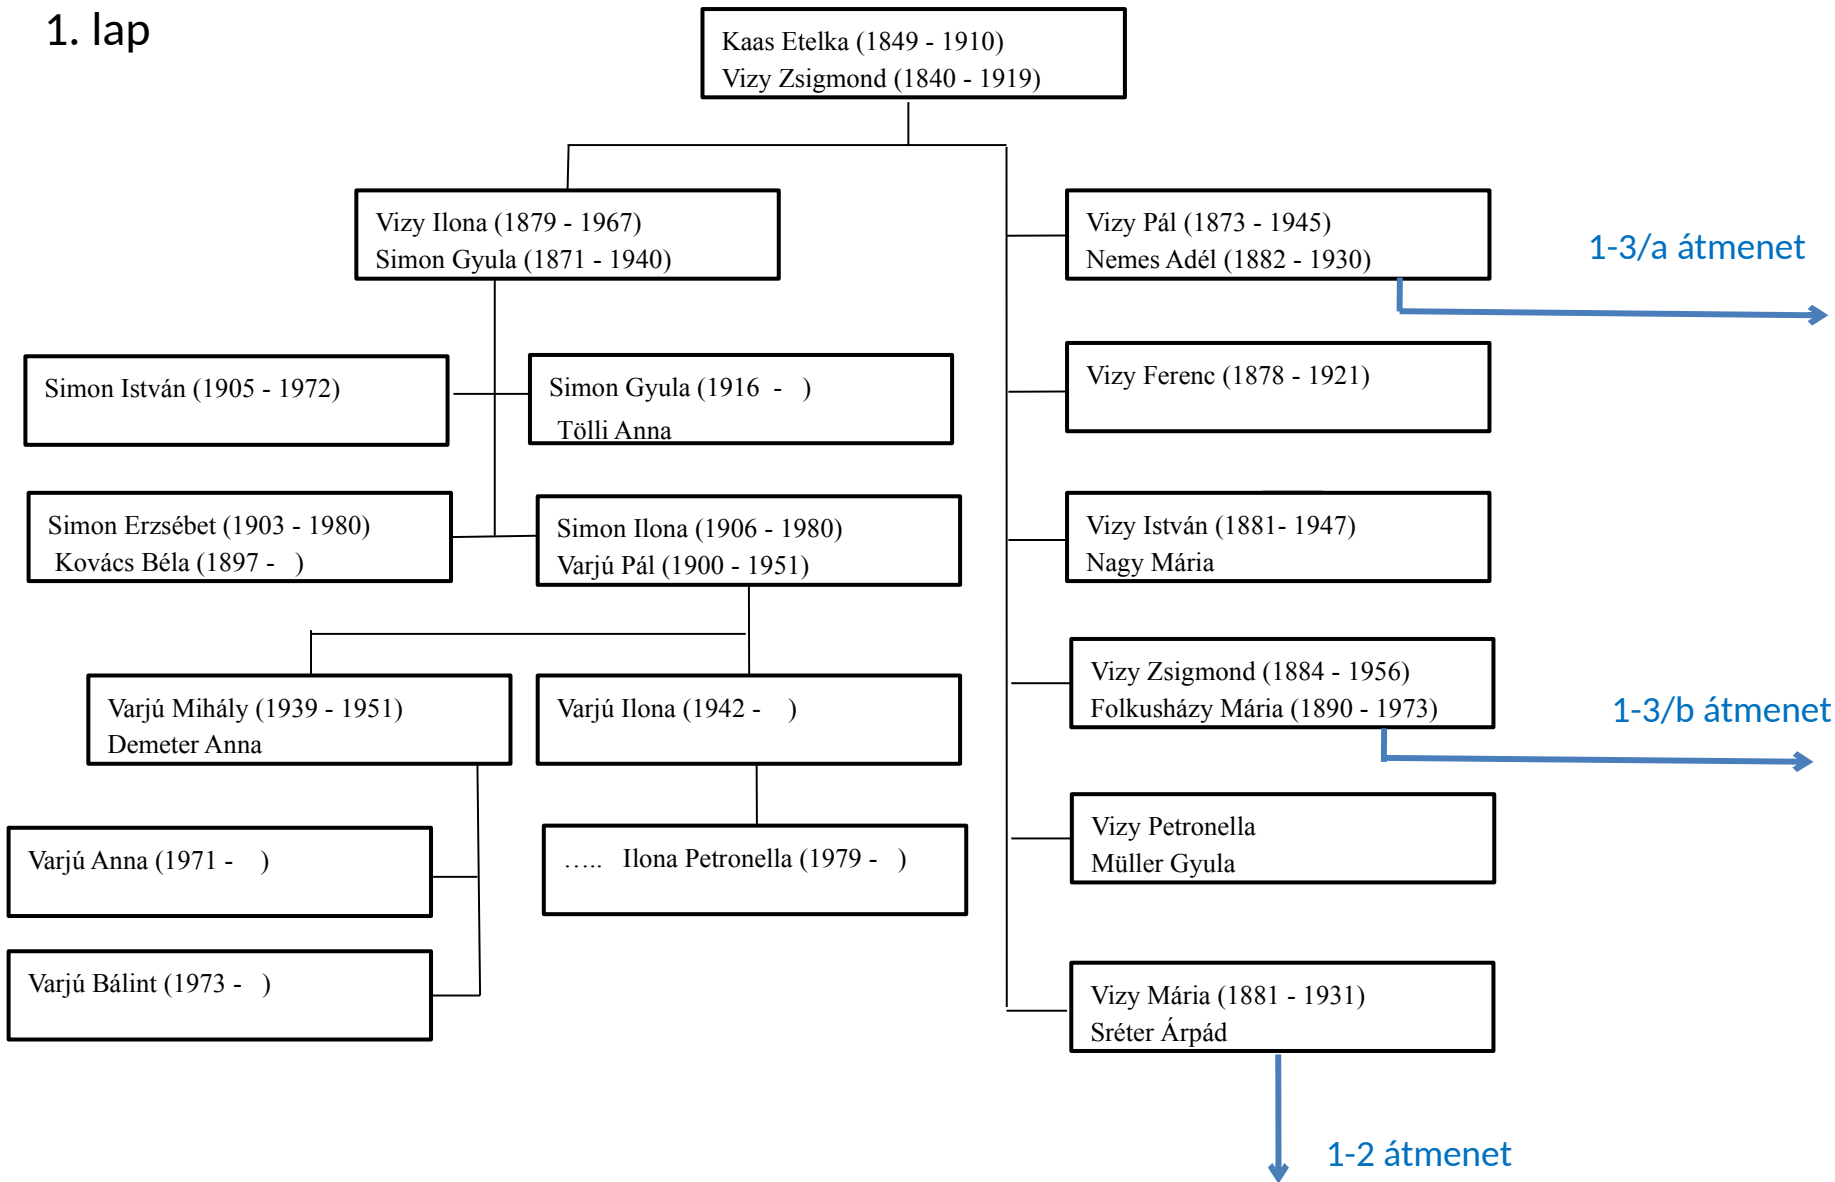 1. lap
Kaas Etelka (1849 - 1910)
Vizy Zsigmond (1840 - 1919)
Vizy Ilona (1879 - 1967)
Simon Gyula (1871 - 1940)
Vizy Pál (1873 - 1945)
Nemes Adél (1882 - 1930)
1-3/a átmenet
Simon István (1905 - 1972)
Simon Gyula (1916 - )
Tölli Anna
Vizy Ferenc (1878 - 1921)
Simon Erzsébet (1903 - 1980)
Kovács Béla (1897 - )
Simon Ilona (1906 - 1980)
Varjú Pál (1900 - 1951)
Vizy István (1881- 1947)
Nagy Mária
Vizy Zsigmond (1884 - 1956)
Folkusházy Mária (1890 - 1973)
1-3/b átmenet
Varjú Mihály (1939 - 1951)
Demeter Anna
Varjú Ilona (1942 - )
Vizy Petronella
Müller Gyula
Varjú Anna (1971 - )
….. Ilona Petronella (1979 - )
Varjú Bálint (1973 - )
Vizy Mária (1881 - 1931)
Sréter Árpád
1-2 átmenet